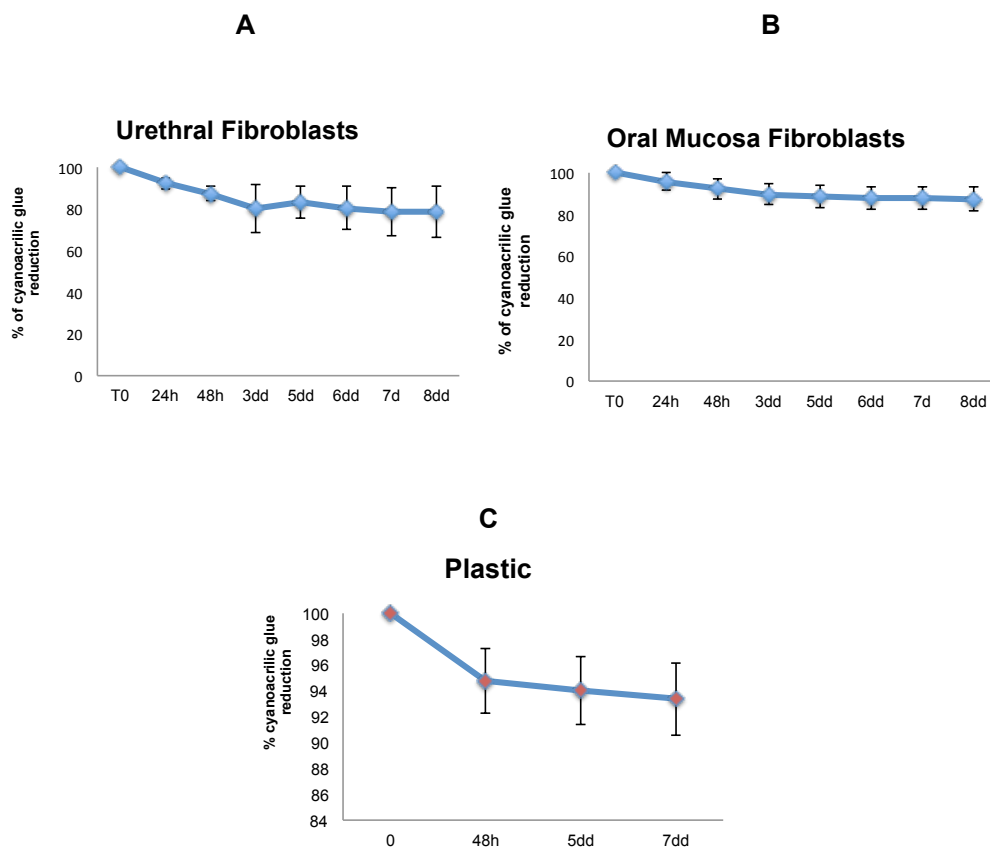 A
Urethral Fibroblasts
% of cyanoacrilic glue
reduction
100
80
60
40
20
0
T0 24h 48h 3dd 5dd 6dd 7d 8dd
B
Oral Mucosa Fibroblasts
% of cyanoacrilic glue
reduction
100
80
60
40
20
0
T0 24h 48h 3dd 5dd 6dd 7d 8dd
C
Plastic
% cyanoacrilic glue
reduction
100
98
96
94
92
90
88
86
84
0 48h 5dd 7dd